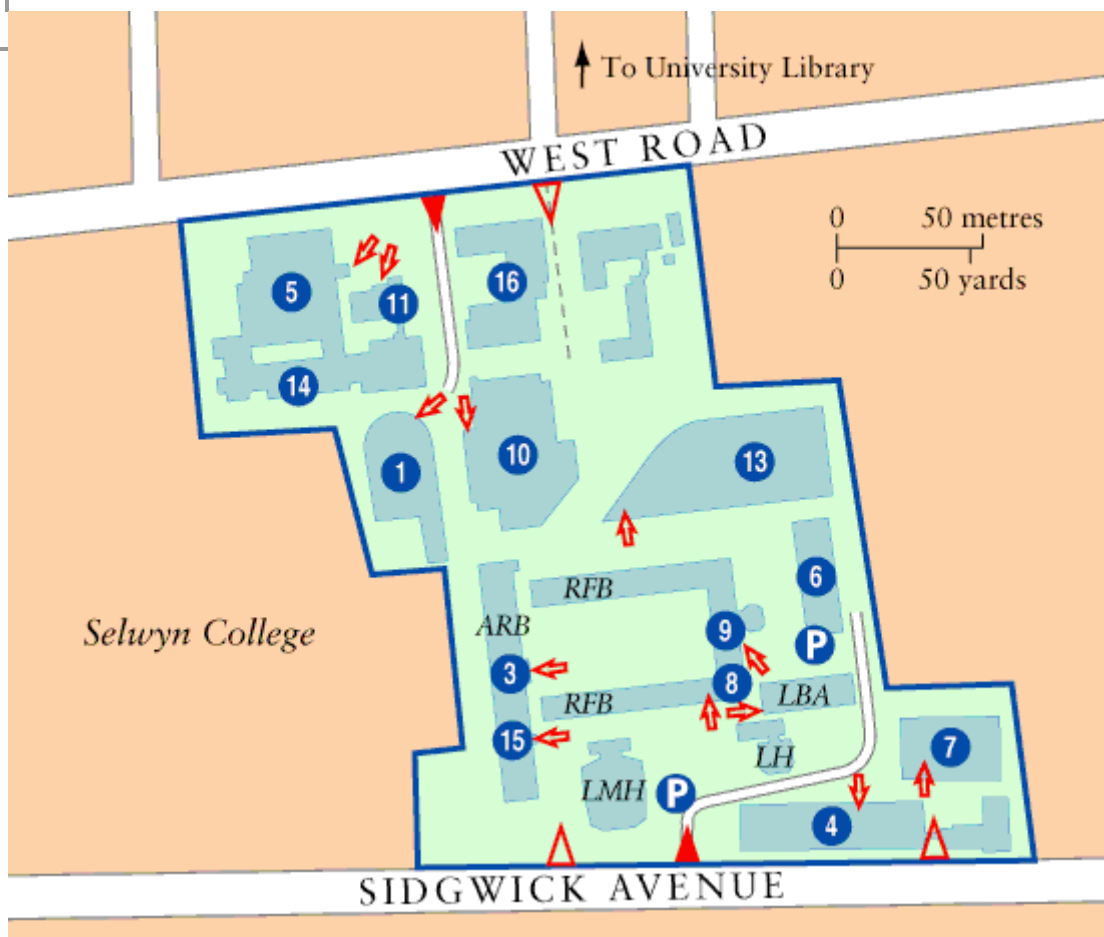 To University Library
WEST ROAD
0 50 metres
0 50 yards
5
11
16
14
1
10
13
6
RFB
Selwyn College
ARB
9
P
3
8
RFB
LBA
15
7
LH
LMH
P
4
SIDGWICK AVENUE